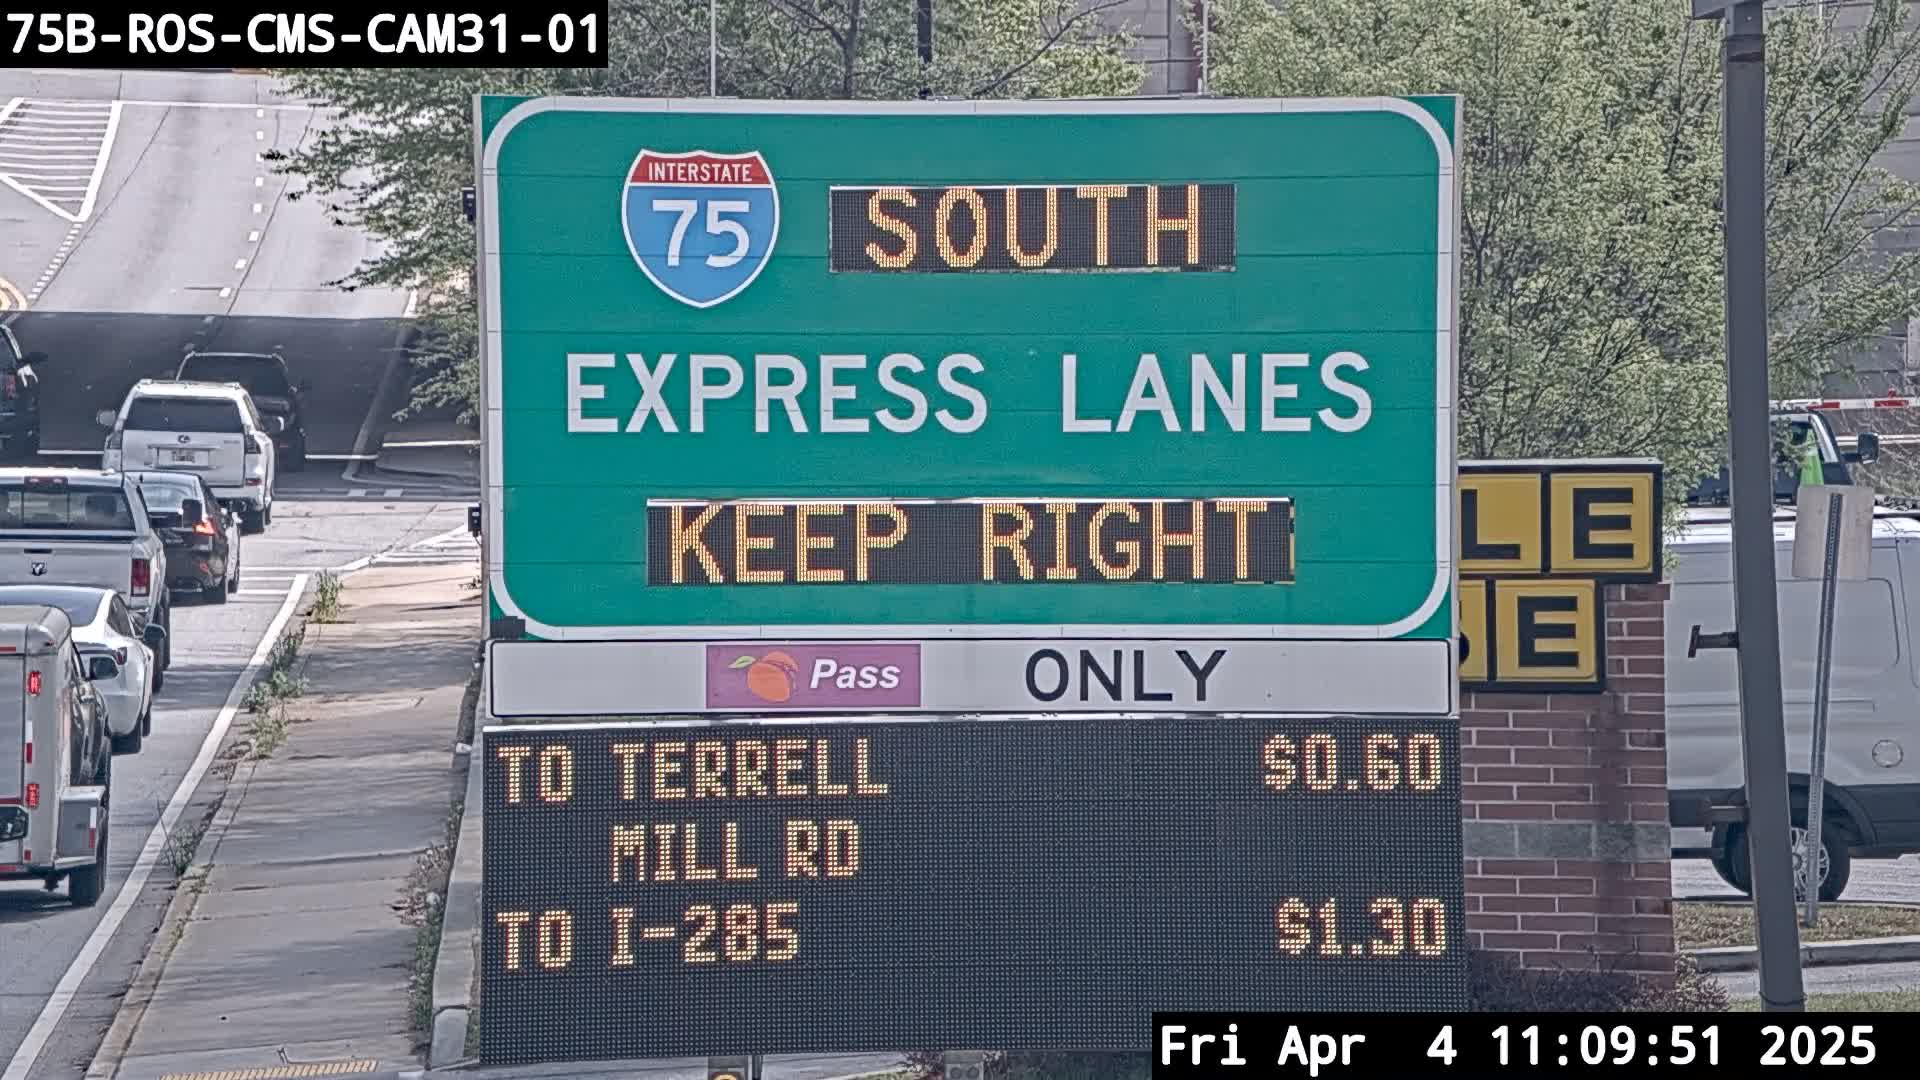 75B-ROS-CMS-CAM31-01
INTERSTATE
75
SOUTH
EXPRESS LANES
KEEP RIGHT
Pass ONLY
TO TERRELL $0.60
MILL RD
TO I-285 $1.30
LE
E
Fri Apr 4 11:09:51 2025